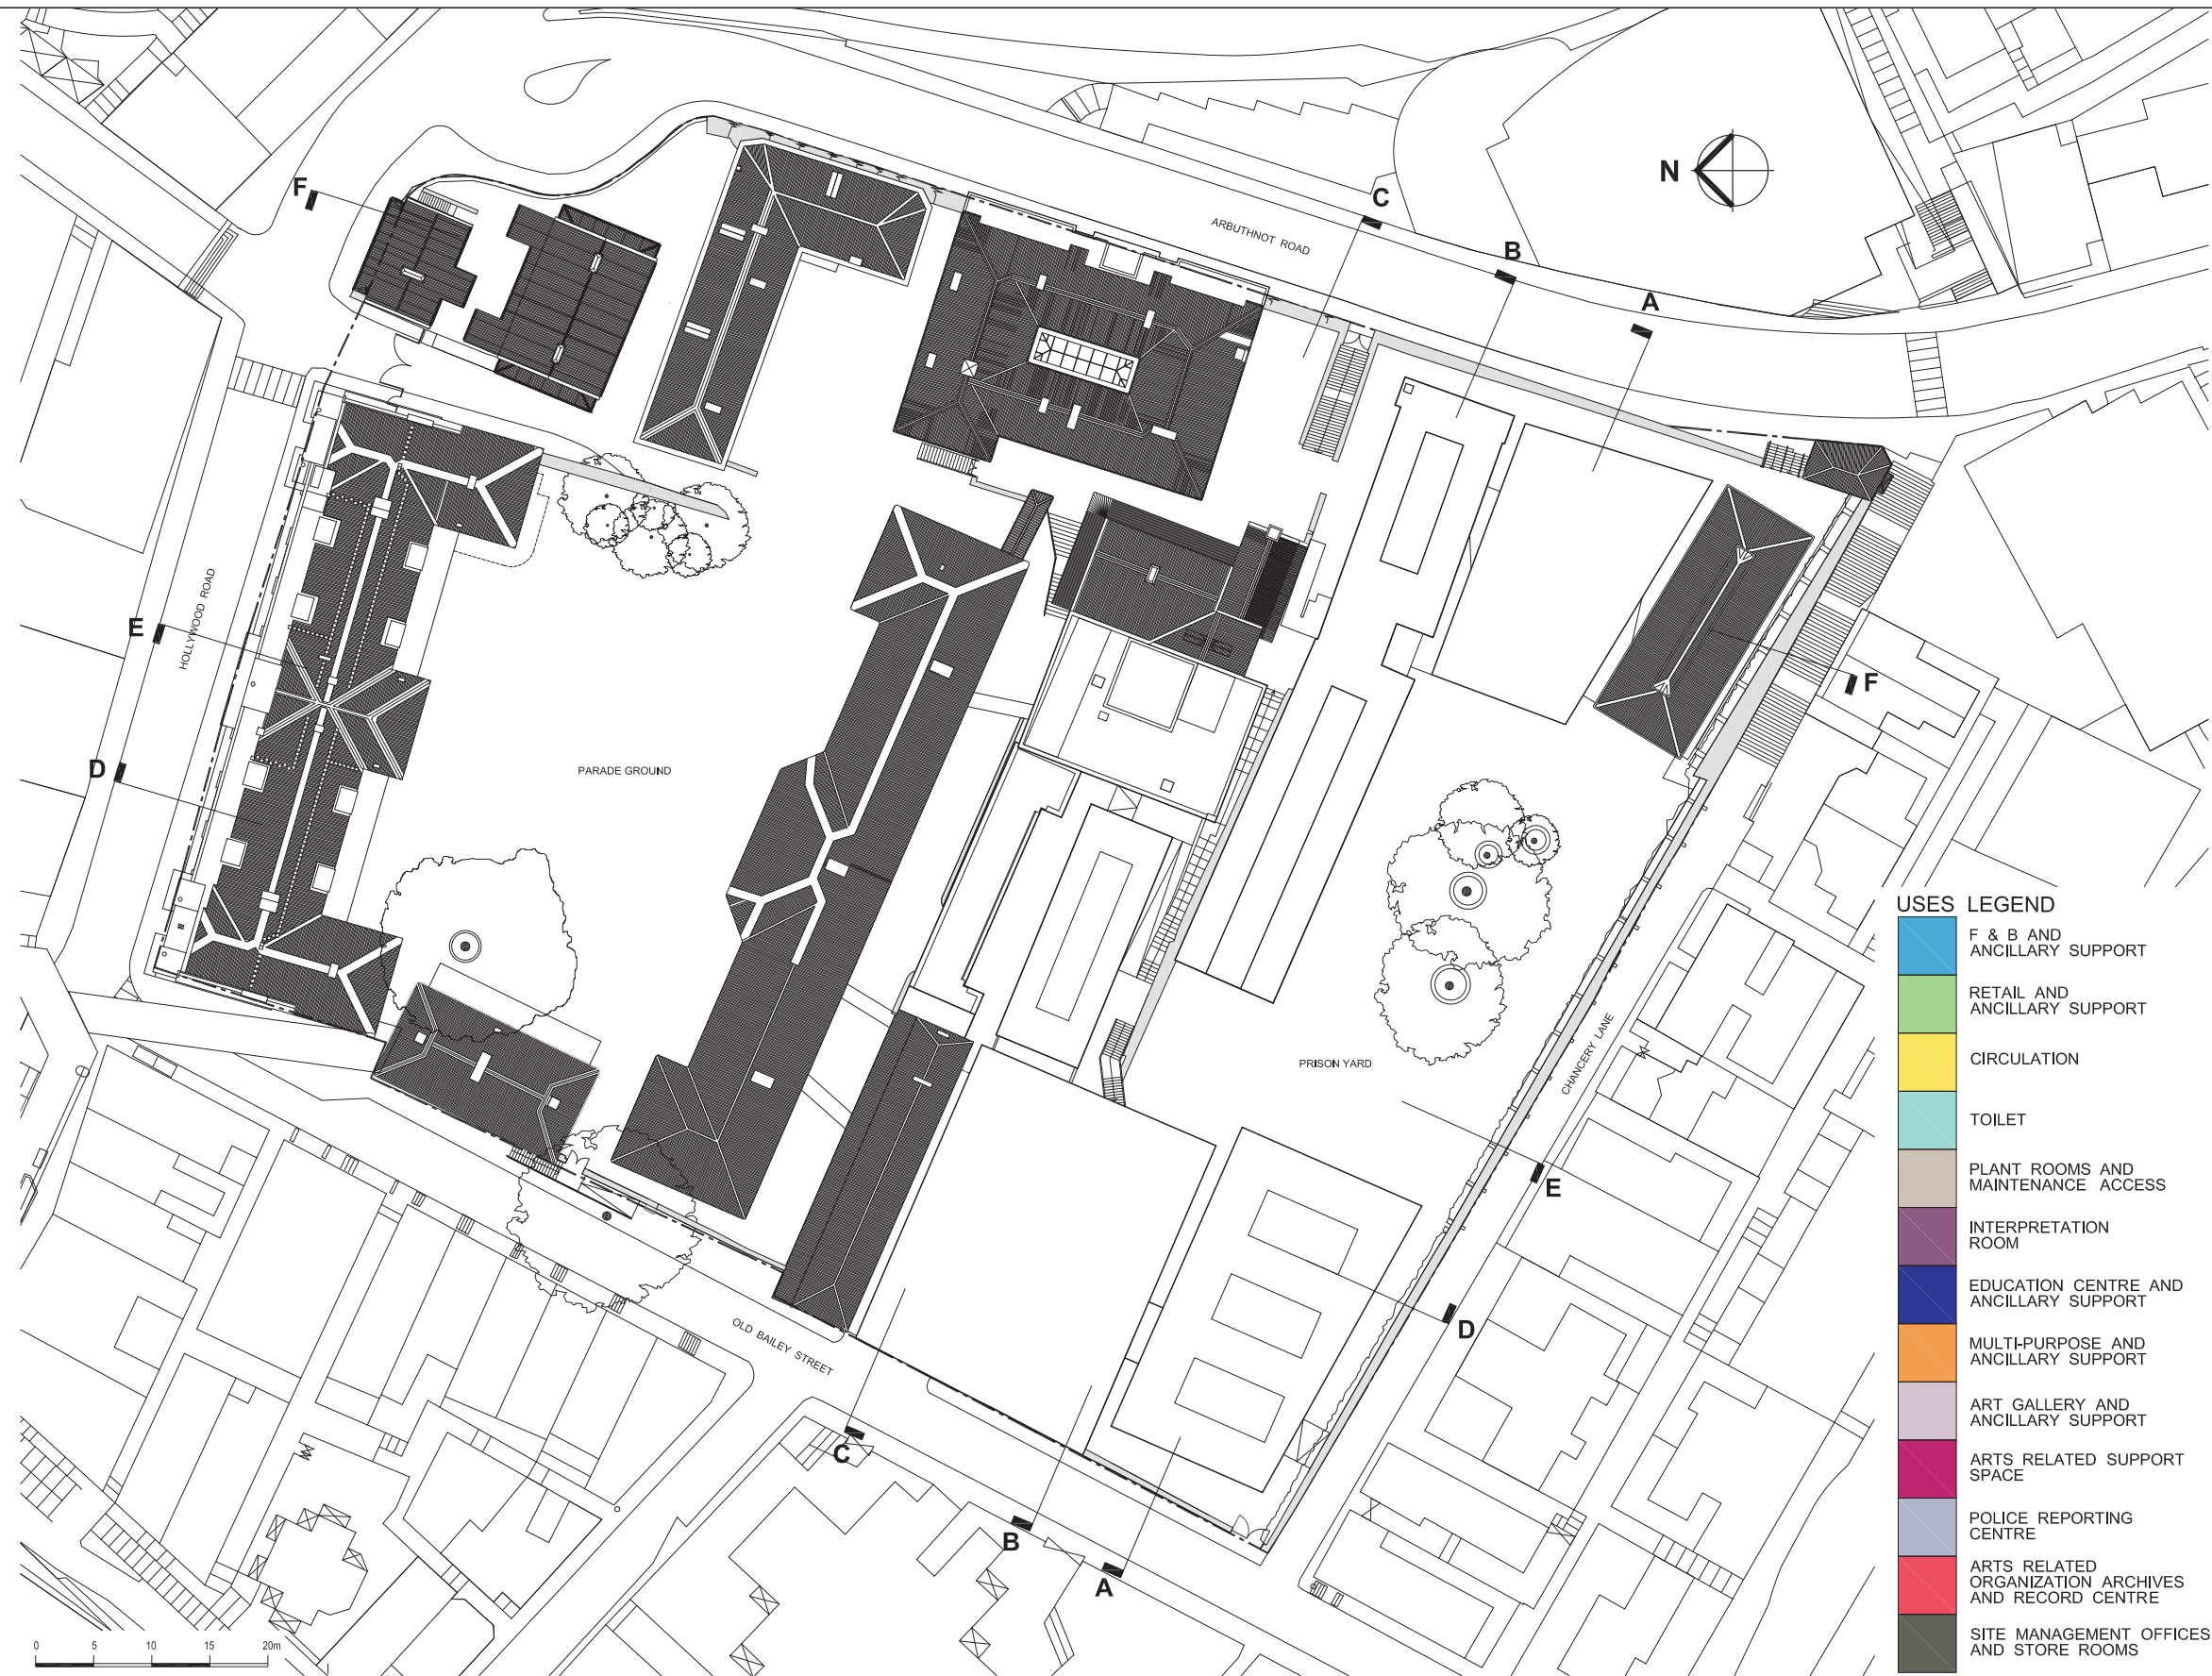 F
C
ARBUTHNOT ROAD
B
A
N
HOLLYWOOD ROAD
E
D
PARADE GROUND
F
PRISON YARD
CHANCERY LANE
E
D
OLD BAILEY STREET
C
B
A
0 5 10 15 20m
USES LEGEND
F & B AND
ANCILLARY SUPPORT
RETAIL AND
ANCILLARY SUPPORT
CIRCULATION
TOILET
PLANT ROOMS AND
MAINTENANCE ACCESS
INTERPRETATION
ROOM
EDUCATION CENTRE AND
ANCILLARY SUPPORT
MULTI-PURPOSE AND
ANCILLARY SUPPORT
ART GALLERY AND
ANCILLARY SUPPORT
ARTS RELATED SUPPORT
SPACE
POLICE REPORTING
CENTRE
ARTS RELATED
ORGANIZATION ARCHIVES
AND RECORD CENTRE
SITE MANAGEMENT OFFICES
AND STORE ROOMS